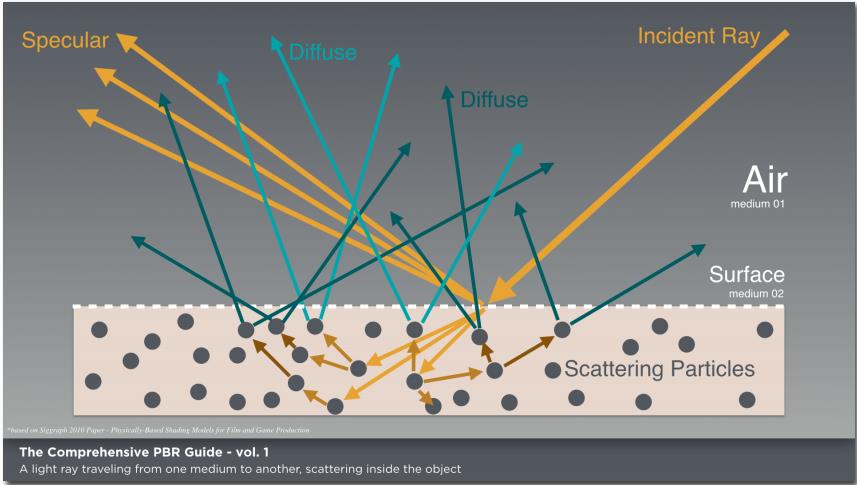 Specular
Diffuse
Incident Ray
Diffuse
Air
medium 01
Surface
medium 02
Scattering Particles
*based on Siggraph 2010 Paper - Physically-Based Shading Models for Film and Game Production
The Comprehensive PBR Guide - vol. 1
A light ray traveling from one medium to another, scattering inside the object